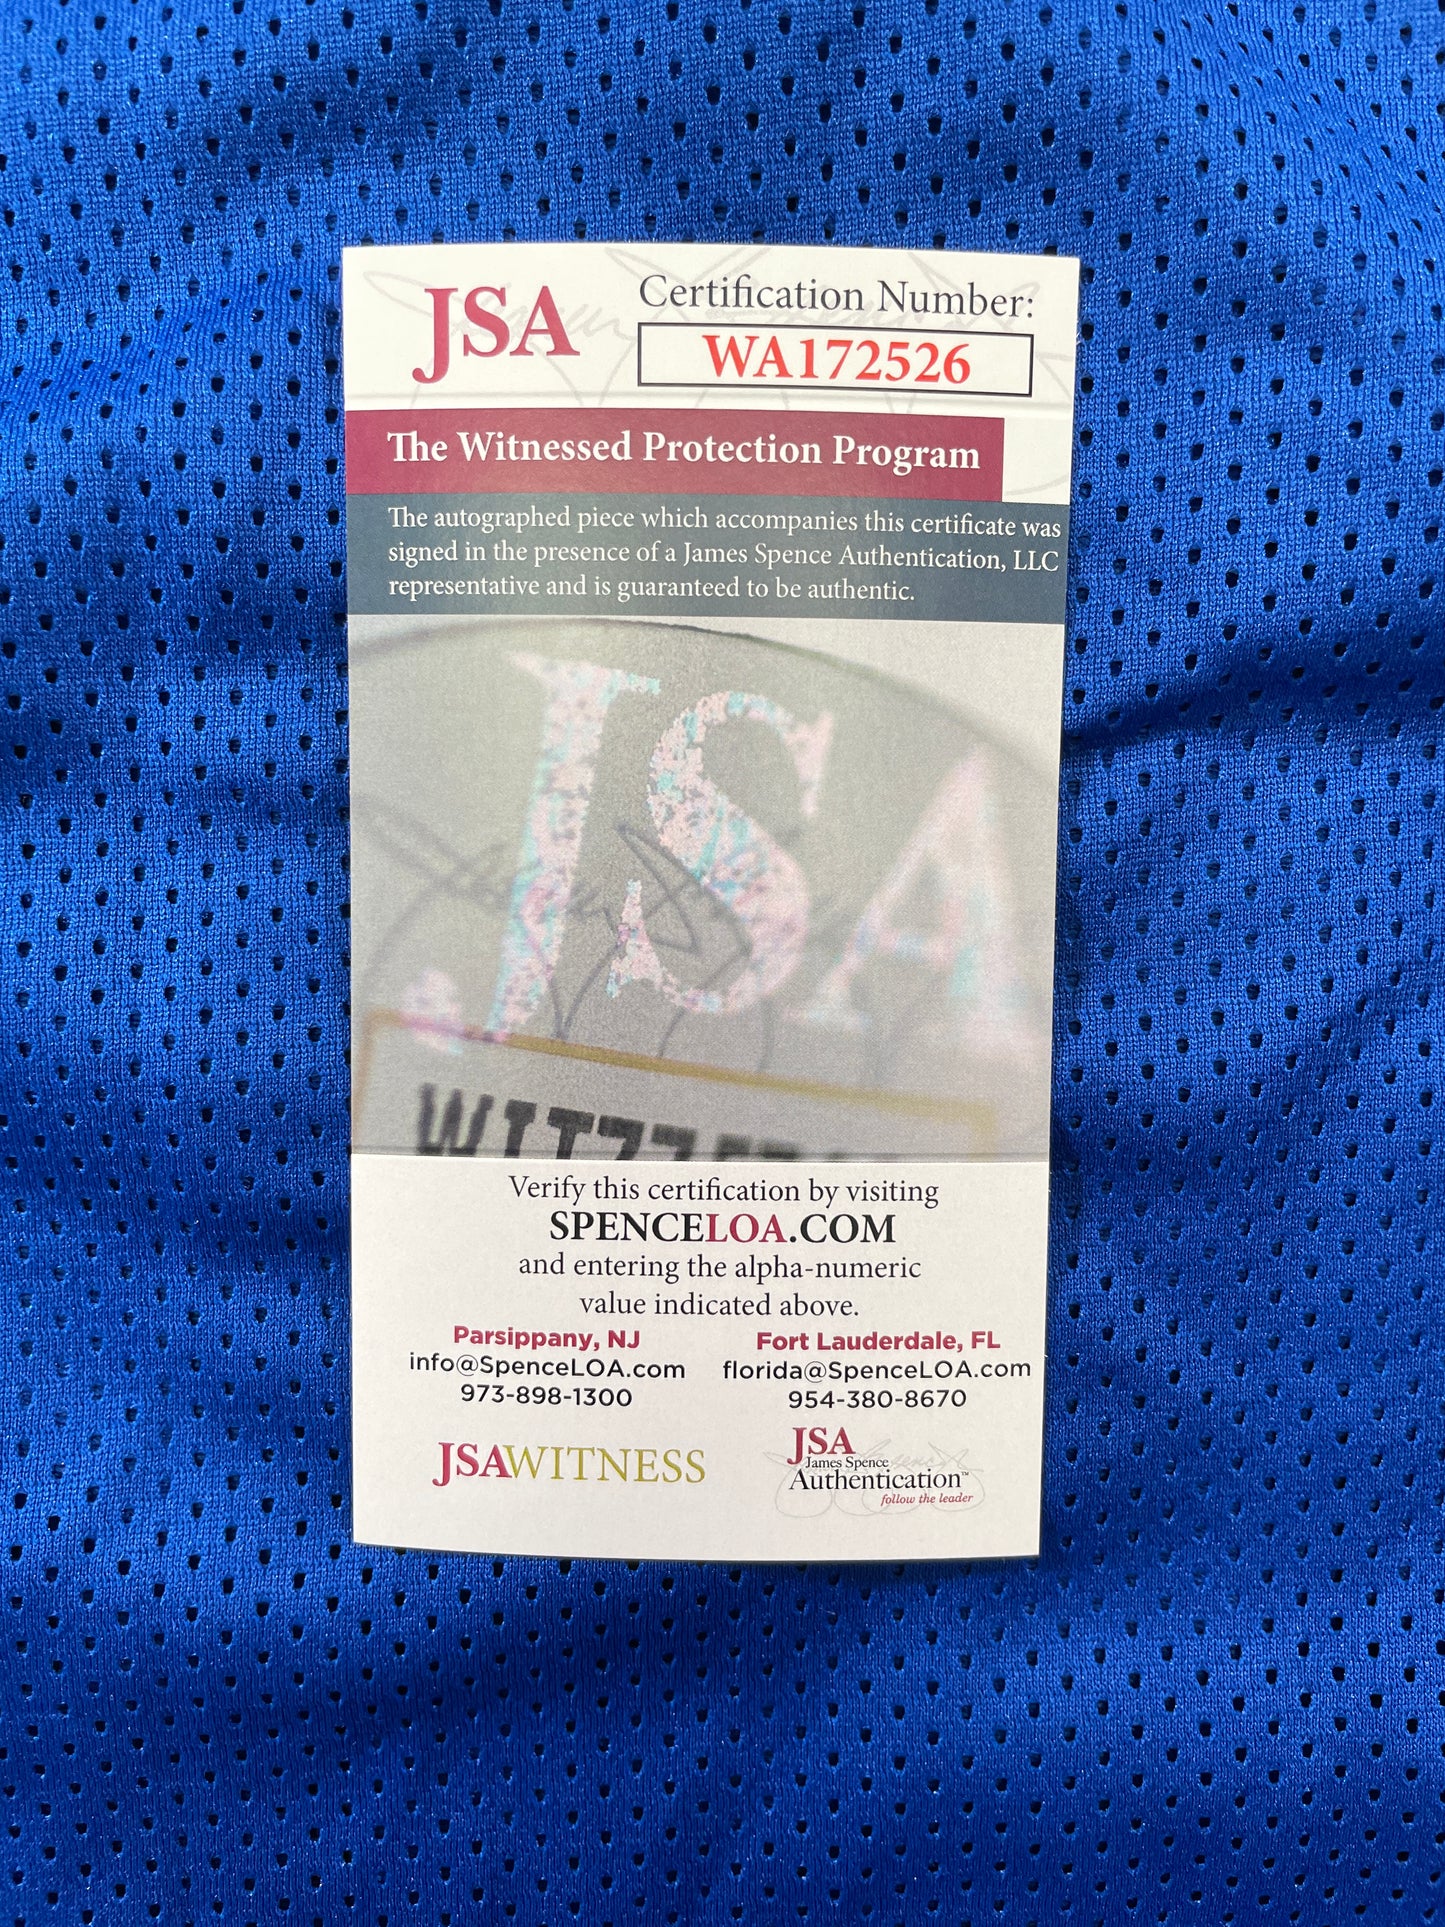 JSA
Certification Number:
WA172526
The Witnessed Protection Program
The autographed piece which accompanies this certificate was
signed in the presence of a James Spence Authentication, LLC
representative and is guaranteed to be authentic.
JSA
Verify this certification by visiting
SPENCELOA.COM
and entering the alpha-numeric
value indicated above.
Parsippany, NJ
info@SpenceLOA.com
973-898-1300
Fort Lauderdale, FL
florida@SpenceLOA.com
954-380-8670
JSAWITNESS
JSA
James Spence
Authentication™
follow the leader